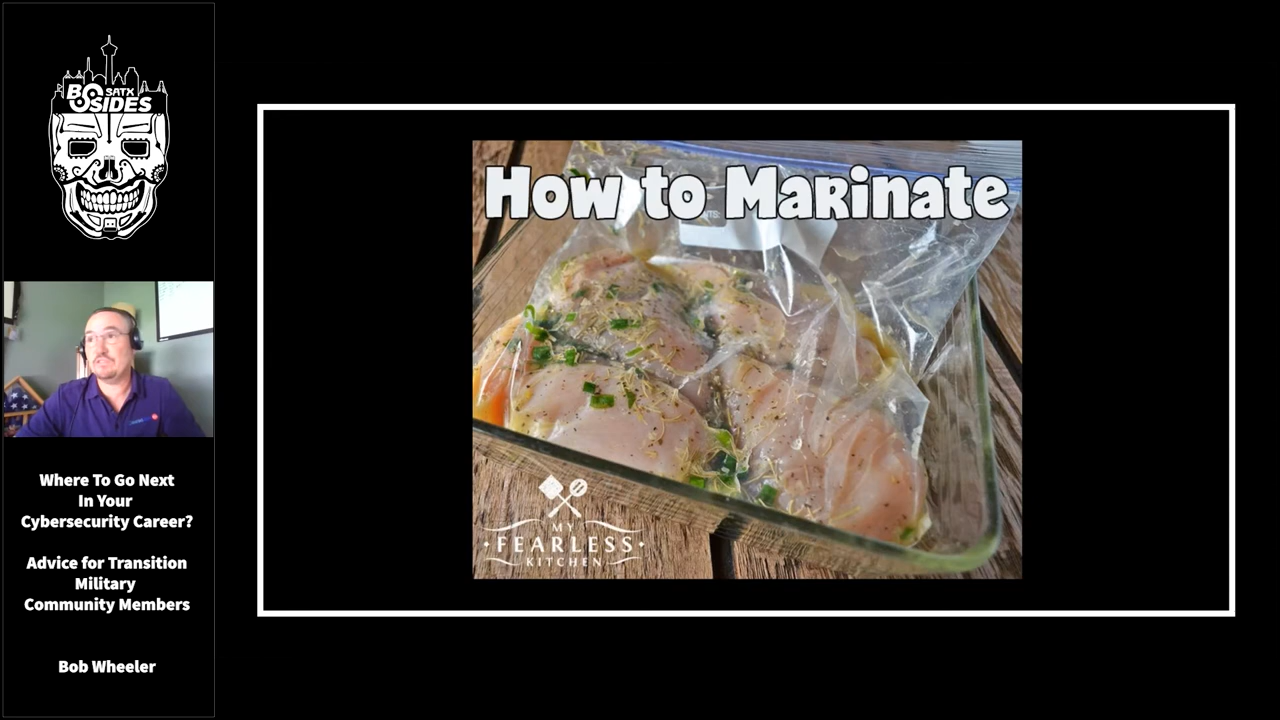 BSIDES
SATX
Where To Go Next
In Your
Cybersecurity Career?
Advice for Transition
Military
Community Members
Bob Wheeler
How to Marinate
MY
FEARLESS
KITCHEN